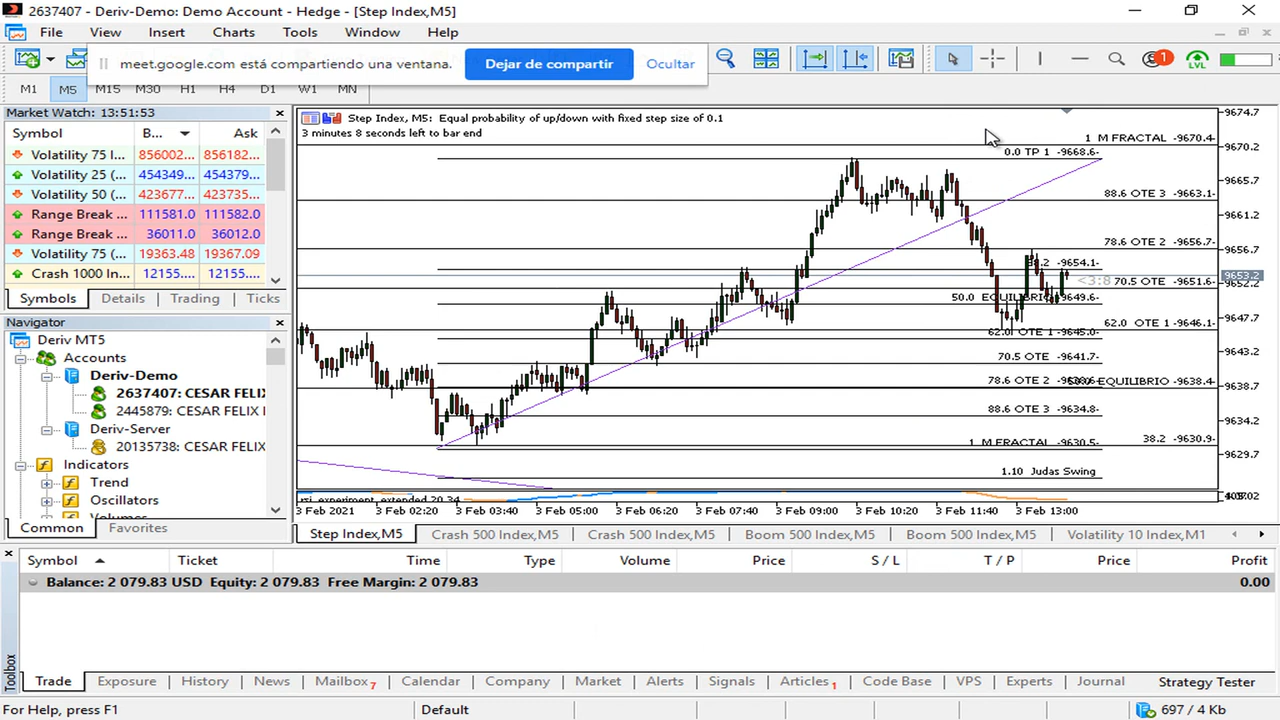 2637407 - Deriv-Demo: Demo Account - Hedge - [Step Index,M5]
File View Insert Charts Tools Window Help
meet.google.com está compartiendo una ventana. Dejar de compartir Ocultar
1
LVL
M1 M5 M15 M30 H1 H4 D1 W1 MN
Market Watch: 13:51:53
Symbol B... Ask
Volatility 75 I... 856002... 856182...
Volatility 25 ( 454349... 454379...
Volatility 50 ( 423677... 423735...
Range Break ... 111581.0 111582.0
Range Break ... 36011.0 36012.0
Volatility 75 ( 19363.48 19367.09
Crash 1000 In... 12155.... 12155....
Symbols Details Trading Ticks
Navigator
Deriv MT5
Accounts
Deriv-Demo
2637407: CESAR FELIX
2445879: CESAR FELIX I
Deriv-Server
20135738: CESAR FELIX
Indicators
Trend
Oscillators
Volumes
Common Favorites
Step Index, M5: Equal probability of up/down with fixed step size of 0.1
3 minutes 8 seconds left to bar end
1 M FRACTAL -9670.4-
0.0 TP 1 -9668.6-
88.6 OTE 3 -9663.1-
78.6 OTE 2 -9656.7-
-9654.1-
<3:8
70.5 OTE -9651.6-
50.0 EQUILIBRIO -9649.6-
62.0 OTE 1 -9646.1-
62.0 OTE 1 -9645.0-
70.5 OTE -9641.7-
78.6 OTE 2
EQUILIBRIO -9638.4-
88.6 OTE 3 -9634.8-
38.2 -9630.9-
1 M FRACTAL -9630.5-
1.10 Judas Swing
rsi_experiment_extended 20.34
9674.7
9670.2
9665.7
9661.2
9656.7
9653.2
9652.2
9647.7
9643.2
9638.7
9634.2
9629.7
3 Feb 2021 3 Feb 02:20 3 Feb 03:40 3 Feb 05:00 3 Feb 06:20 3 Feb 07:40 3 Feb 09:00 3 Feb 10:20 3 Feb 11:40 3 Feb 13:00
Step Index,M5 Crash 500 Index,M5 Crash 500 Index,M5 Boom 500 Index,M5 Boom 500 Index,M5 Volatility 10 Index,M1
Symbol Ticket Time Type Volume Price S / L T / P Price Profit
Balance: 2 079.83 USD Equity: 2 079.83 Free Margin: 2 079.83 0.00
Toolbox
Trade Exposure History News Mailbox 7 Calendar Company Market Alerts Signals Articles 1 Code Base VPS Experts Journal Strategy Tester
For Help, press F1 Default 697 / 4 Kb